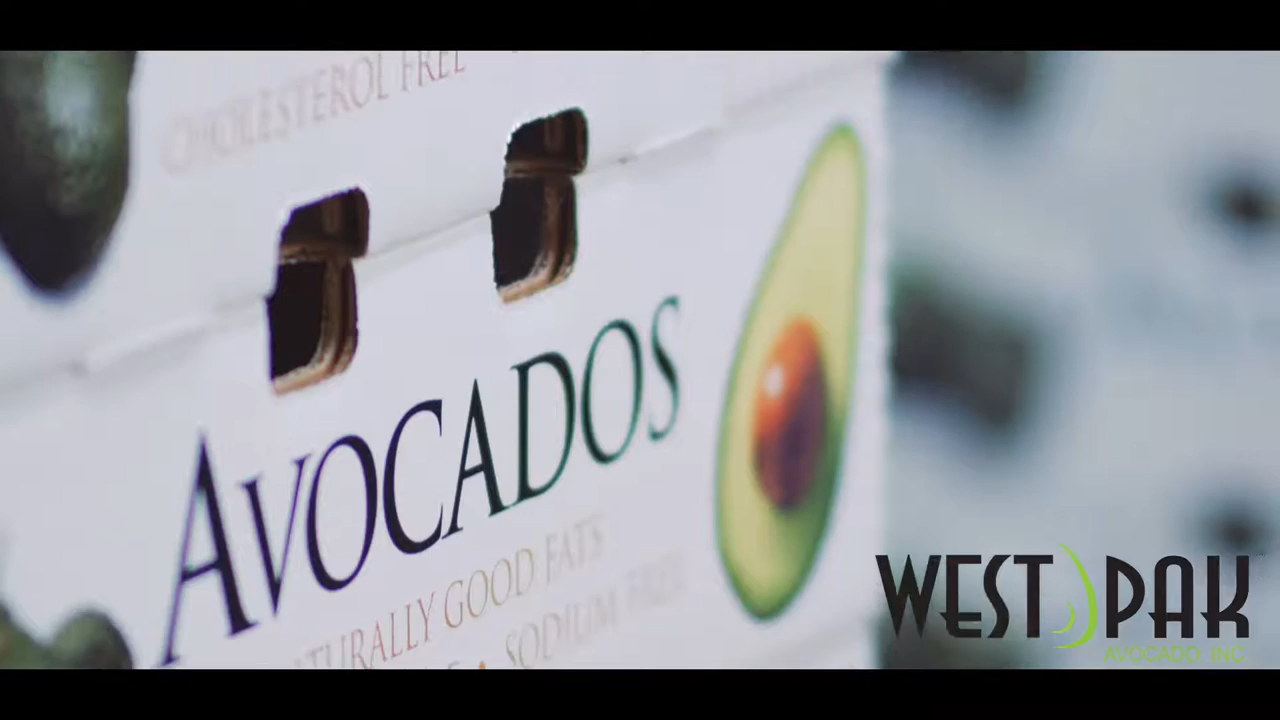 CHOLESTEROL FREE
AVOCADOS
NATURALLY GOOD FATS
SODIUM FREE
WEST PAK
AVOCADO, INC.